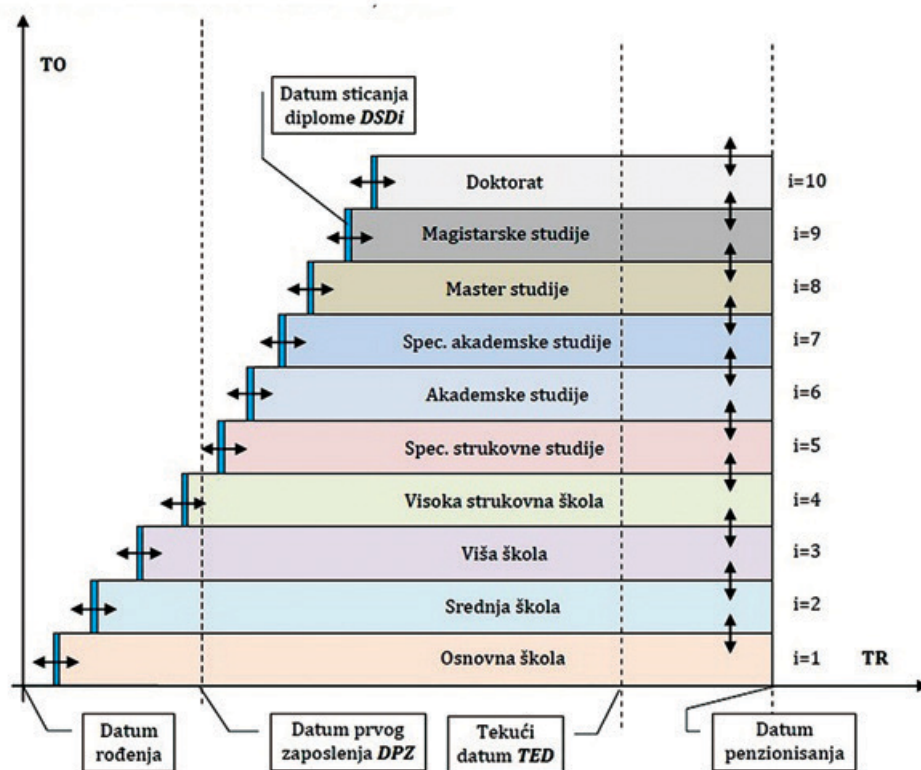 TO
Datum sticanja
diplome DSDi
Doktorat
i=10
Magistarske studije
i=9
Master studije
i=8
Spec. akademske studije
i=7
Akademske studije
i=6
Spec. strukovne studije
i=5
Visoka strukovna škola
i=4
Viša škola
i=3
Srednja škola
i=2
Osnovna škola
i=1
TR
Datum
rođenja
Datum prvog
zaposlenja DPZ
Tekući
datum TED
Datum
penzionisanja